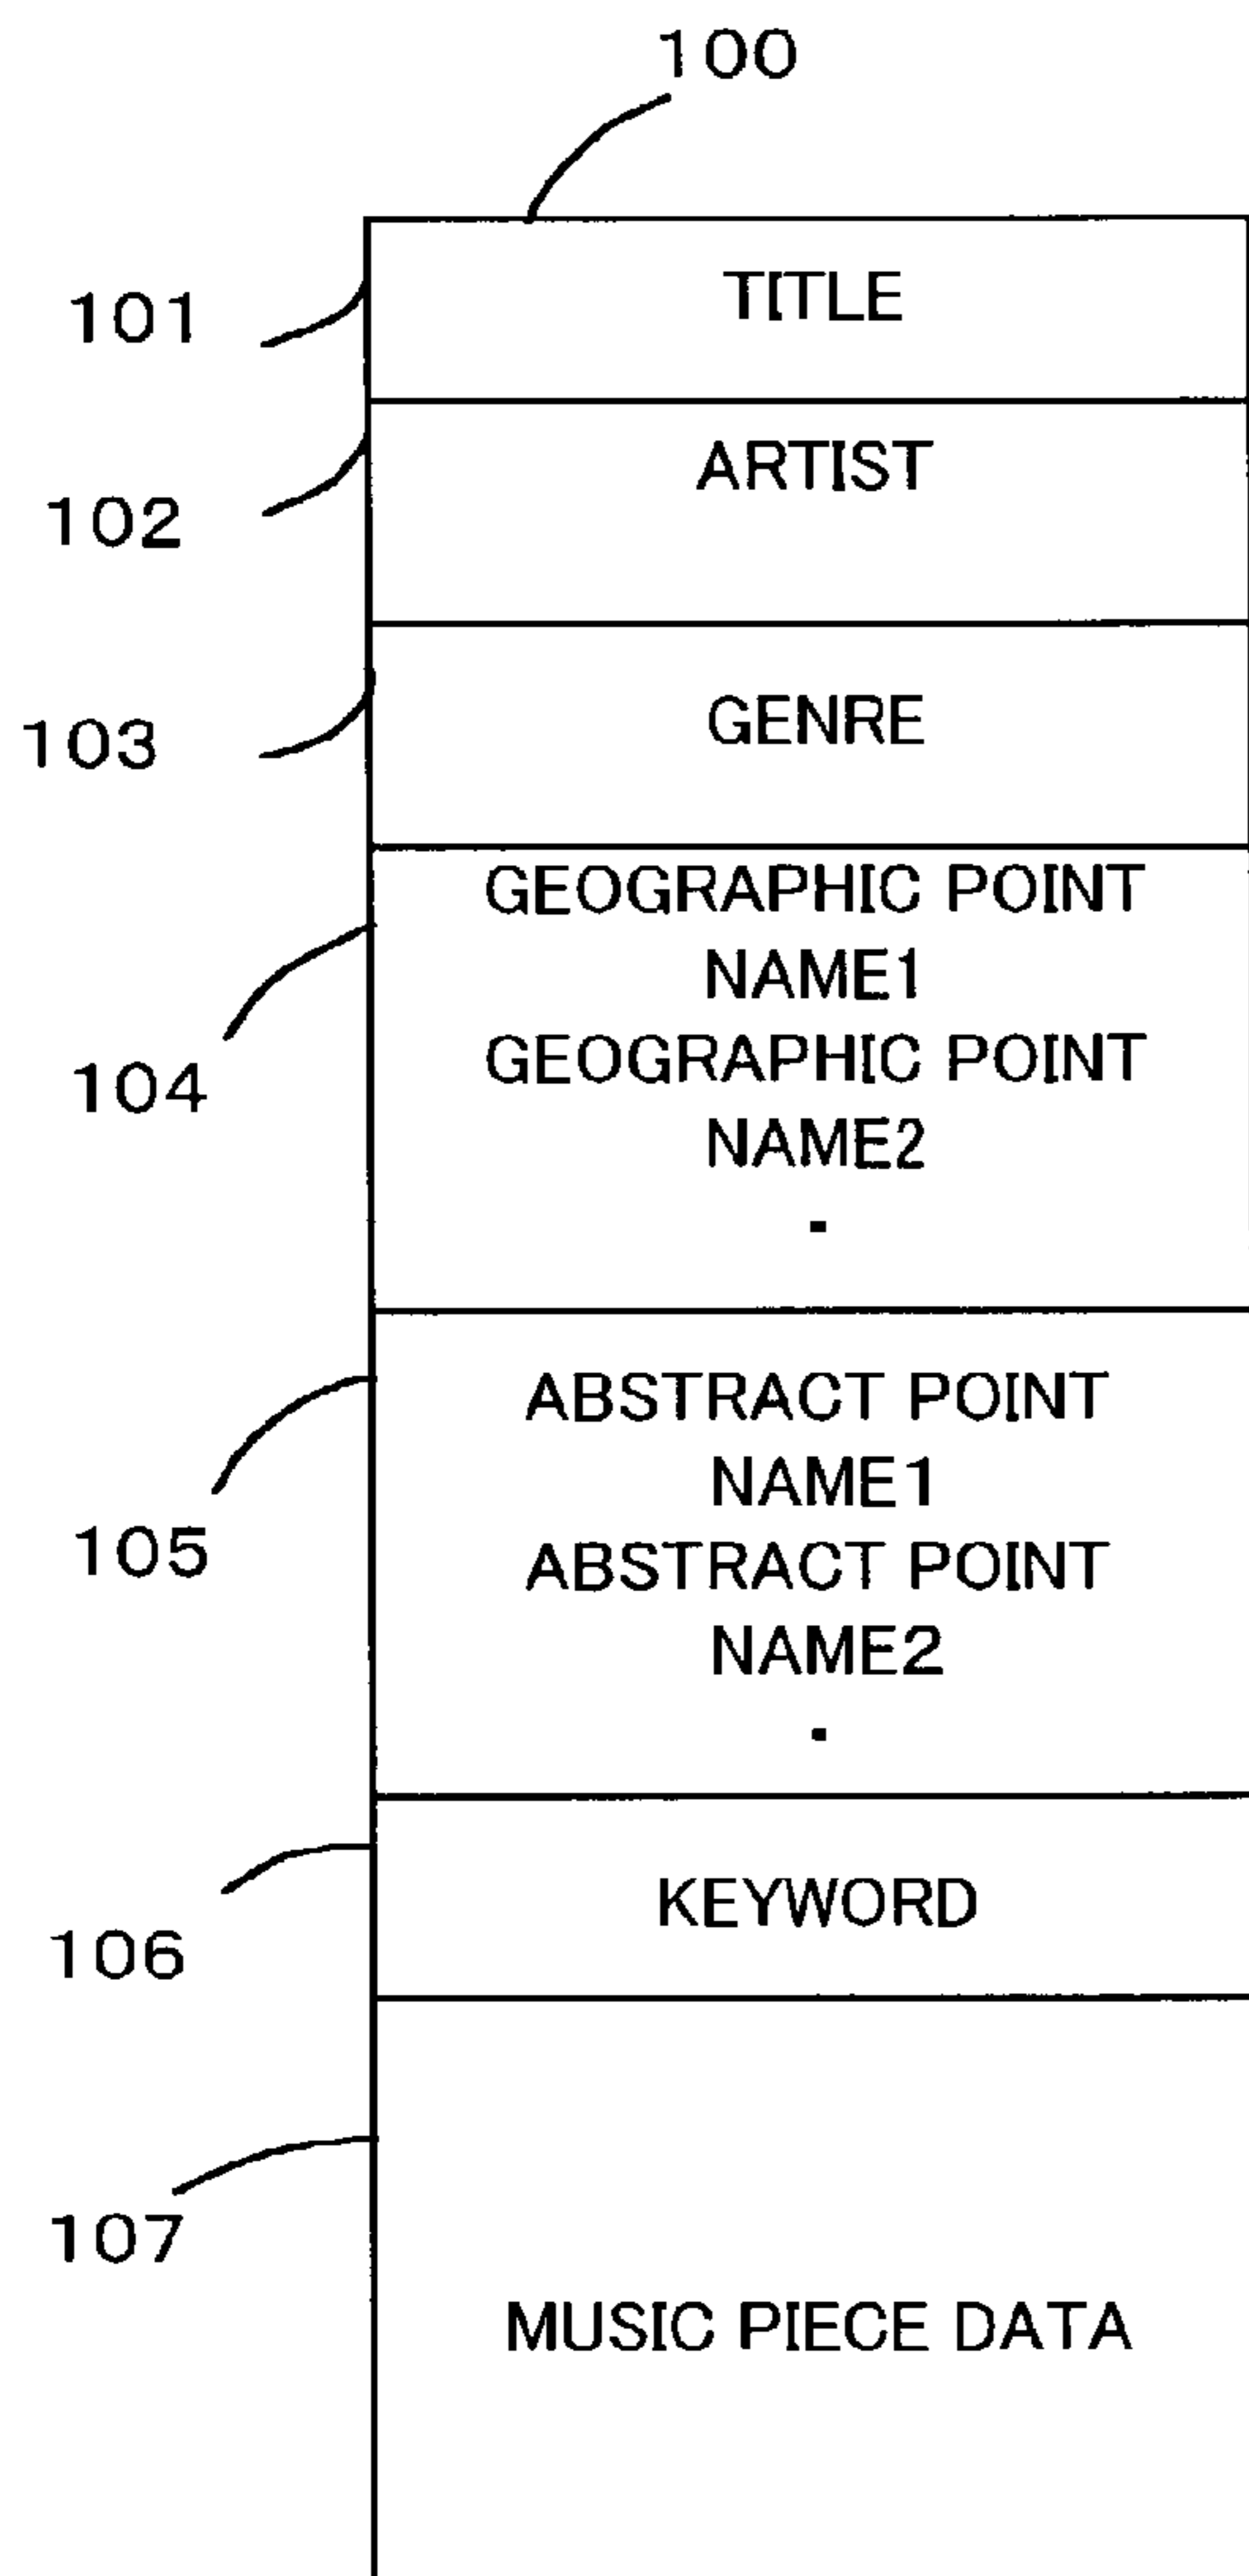 100
101
TITLE
102
ARTIST
103
GENRE
104
GEOGRAPHIC POINT
NAME1
GEOGRAPHIC POINT
NAME2
.
105
ABSTRACT POINT
NAME1
ABSTRACT POINT
NAME2
.
106
KEYWORD
107
MUSIC PIECE DATA